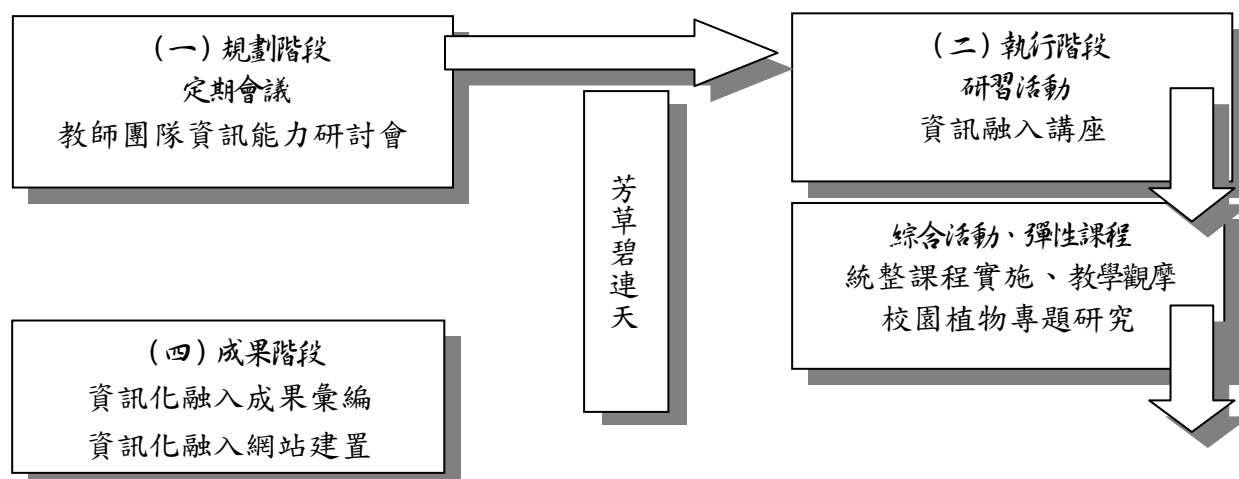 (一)規劃階段
定期會議
教師團隊資訊能力研討會
(二)執行階段
研習活動
資訊融入講座
芳草碧連天
綜合活動、彈性課程
統整課程實施、教學觀摩
校園植物專題研究
(四)成果階段
資訊化融入成果彙編
資訊化融入網站建置